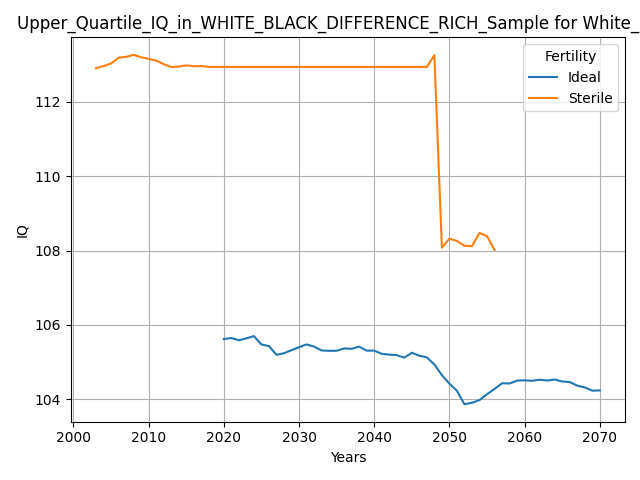 Upper_Quartile_IQ_in_WHITE_BLACK_DIFFERENCE_RICH_Sample for White_
Fertility
Ideal
Sterile
IQ
112
110
108
106
104
2000 2010 2020 2030 2040 2050 2060 2070
Years